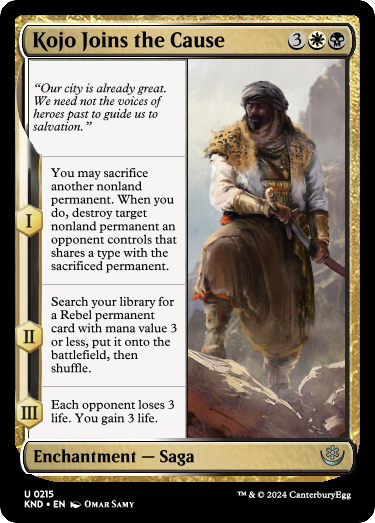 Kojo Joins the Cause 3
“Our city is already great.
We need not the voices of
heroes past to guide us to
salvation.”
I
You may sacrifice
another nonland
permanent. When you
do, destroy target
nonland permanent an
opponent controls that
shares a type with the
sacrificed permanent.
II
Search your library for
a Rebel permanent
card with mana value 3
or less, put it onto the
battlefield, then
shuffle.
III
Each opponent loses 3
life. You gain 3 life.
Enchantment — Saga
U 0215
KND • EN Omar Samy
™ & © 2024 CanterburyEgg